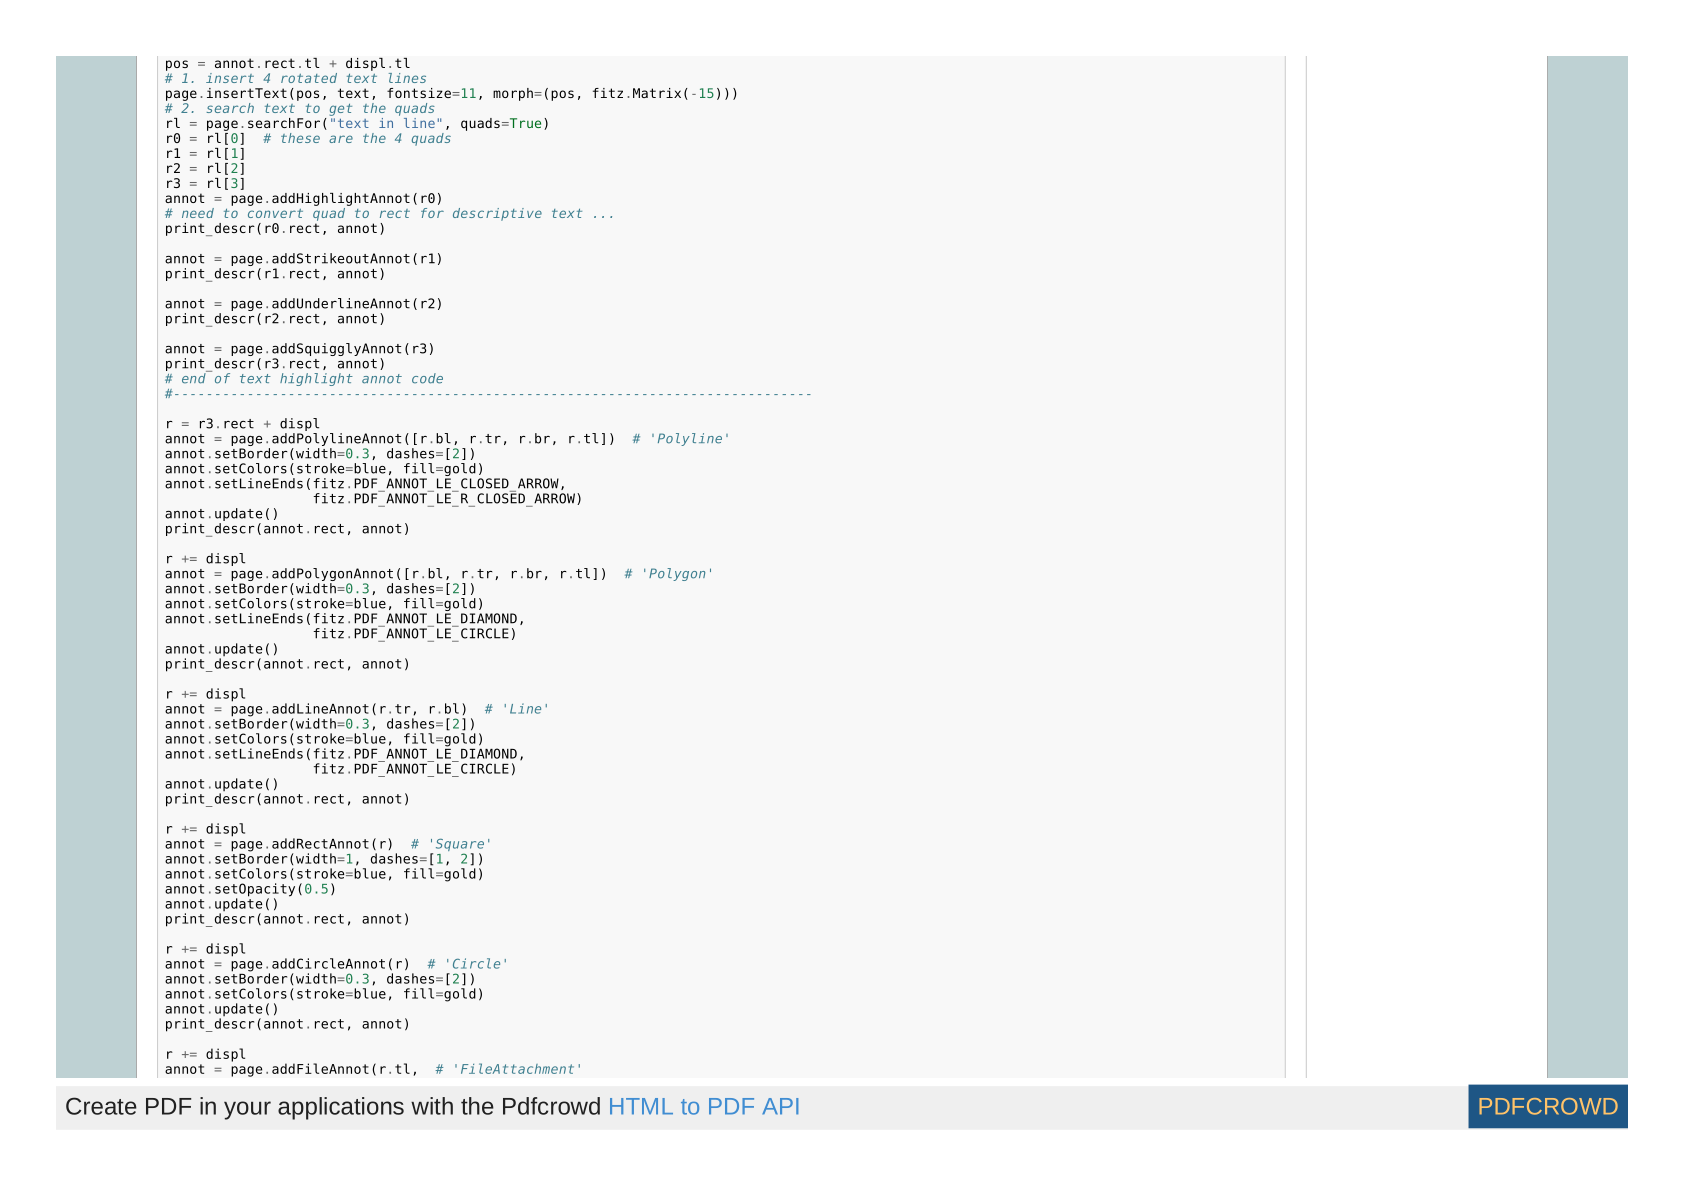 pos = annot.rect.tl + displ.tl
# 1. insert 4 rotated text lines
page.insertText(pos, text, fontsize=11, morph=(pos, fitz.Matrix(-15)))
# 2. search text to get the quads
rl = page.searchFor("text in line", quads=True)
r0 = rl[0]  # these are the 4 quads
r1 = rl[1]
r2 = rl[2]
r3 = rl[3]
annot = page.addHighlightAnnot(r0)
# need to convert quad to rect for descriptive text ...
print_descr(r0.rect, annot)

annot = page.addStrikeoutAnnot(r1)
print_descr(r1.rect, annot)

annot = page.addUnderlineAnnot(r2)
print_descr(r2.rect, annot)

annot = page.addSquigglyAnnot(r3)
print_descr(r3.rect, annot)
# end of text highlight annot code
#------------------------------------------------------------------------------

r = r3.rect + displ
annot = page.addPolylineAnnot([r.bl, r.tr, r.br, r.tl])  # 'Polyline'
annot.setBorder(width=0.3, dashes=[2])
annot.setColors(stroke=blue, fill=gold)
annot.setLineEnds(fitz.PDF_ANNOT_LE_CLOSED_ARROW,
                  fitz.PDF_ANNOT_LE_R_CLOSED_ARROW)
annot.update()
print_descr(annot.rect, annot)

r += displ
annot = page.addPolygonAnnot([r.bl, r.tr, r.br, r.tl])  # 'Polygon'
annot.setBorder(width=0.3, dashes=[2])
annot.setColors(stroke=blue, fill=gold)
annot.setLineEnds(fitz.PDF_ANNOT_LE_DIAMOND,
                  fitz.PDF_ANNOT_LE_CIRCLE)
annot.update()
print_descr(annot.rect, annot)

r += displ
annot = page.addLineAnnot(r.tr, r.bl)  # 'Line'
annot.setBorder(width=0.3, dashes=[2])
annot.setColors(stroke=blue, fill=gold)
annot.setLineEnds(fitz.PDF_ANNOT_LE_DIAMOND,
                  fitz.PDF_ANNOT_LE_CIRCLE)
annot.update()
print_descr(annot.rect, annot)

r += displ
annot = page.addRectAnnot(r)  # 'Square'
annot.setBorder(width=1, dashes=[1, 2])
annot.setColors(stroke=blue, fill=gold)
annot.setOpacity(0.5)
annot.update()
print_descr(annot.rect, annot)

r += displ
annot = page.addCircleAnnot(r)  # 'Circle'
annot.setBorder(width=0.3, dashes=[2])
annot.setColors(stroke=blue, fill=gold)
annot.update()
print_descr(annot.rect, annot)

r += displ
annot = page.addFileAnnot(r.tl,  # 'FileAttachment'
Create PDF in your applications with the Pdfcrowd HTML to PDF API
PDFCROWD